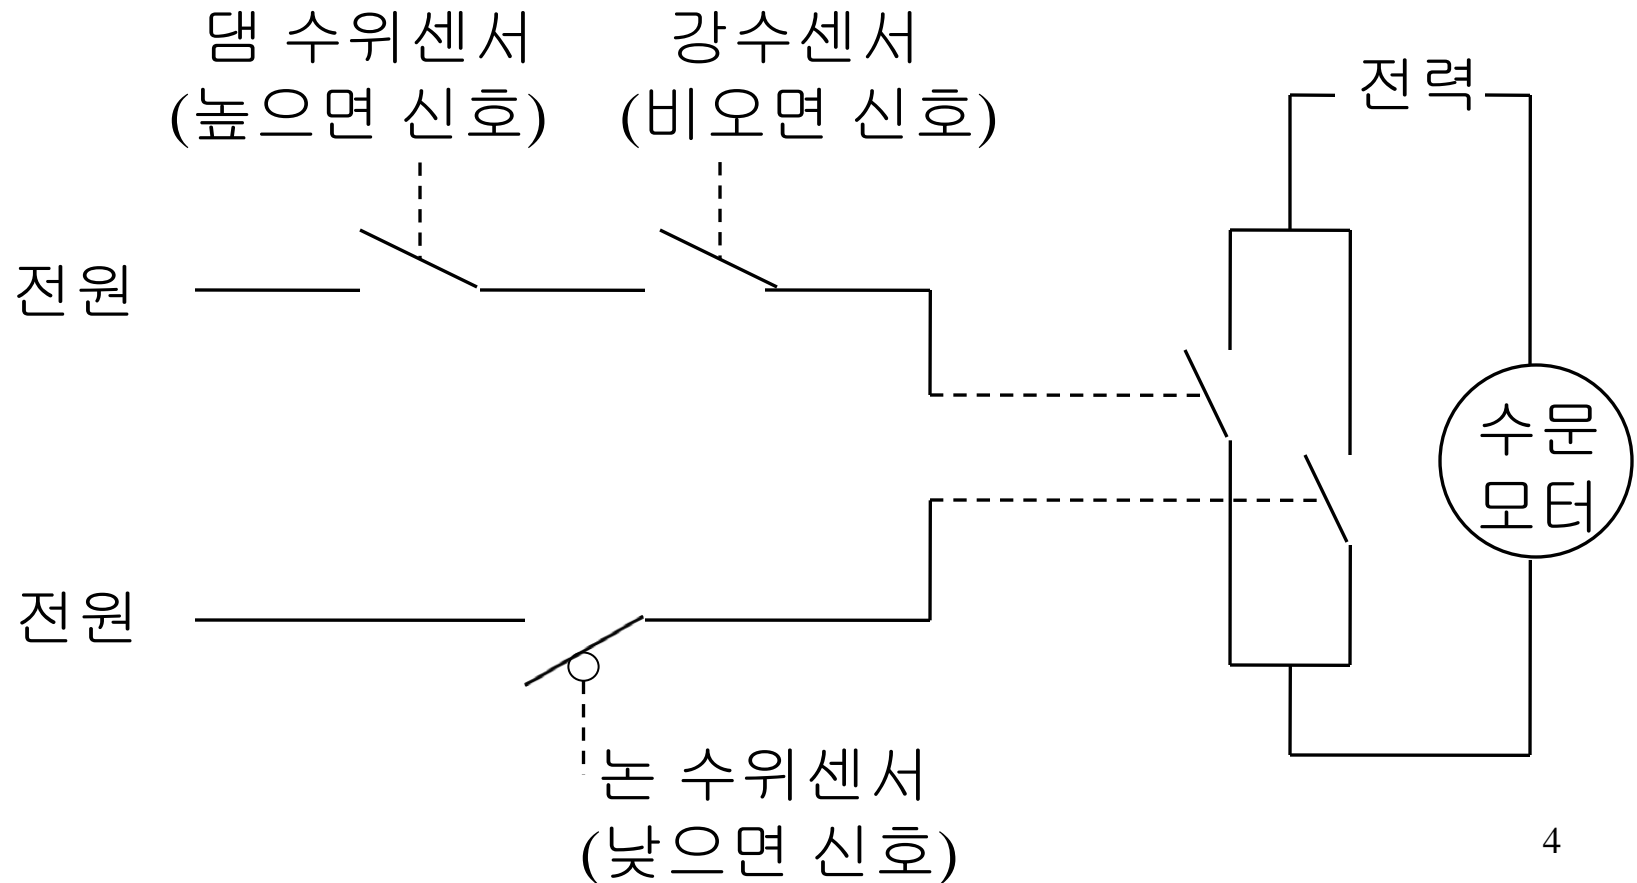 댐 수위센서
(높으면 신호)
강수센서
(비오면 신호)
전력
전원
수문
모터
전원
논 수위센서
(낮으면 신호)
4